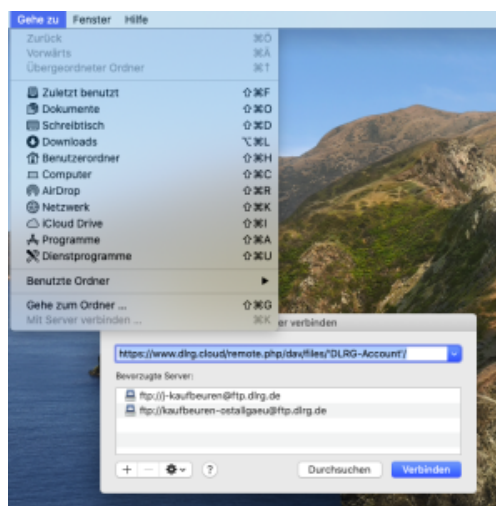 Gehe zu Fenster Hilfe
Zurück ⌘Ö
Vorwärts ⌘Ä
Übergeordneter Ordner ⌘↑
Zuletzt benutzt ⇧⌘F
Dokumente ⇧⌘O
Schreibtisch ⇧⌘D
Downloads ⌥⌘L
Benutzerordner ⇧⌘H
Computer ⇧⌘C
AirDrop ⇧⌘R
Netzwerk ⇧⌘K
iCloud Drive ⇧⌘I
Programme ⇧⌘A
Dienstprogramme ⇧⌘U
Benutzte Ordner
Gehe zum Ordner ... ⇧⌘G
Mit Server verbinden ... ⌘K
er verbinden
https://www.dlrg.cloud/remote.php/dav/files/'DLRG-Account'/
Bevorzugte Server:
ftp://j-kaufbeuren@ftp.dlrg.de
ftp://kaufbeuren-ostallgaeu@ftp.dlrg.de
? Durchsuchen Verbinden